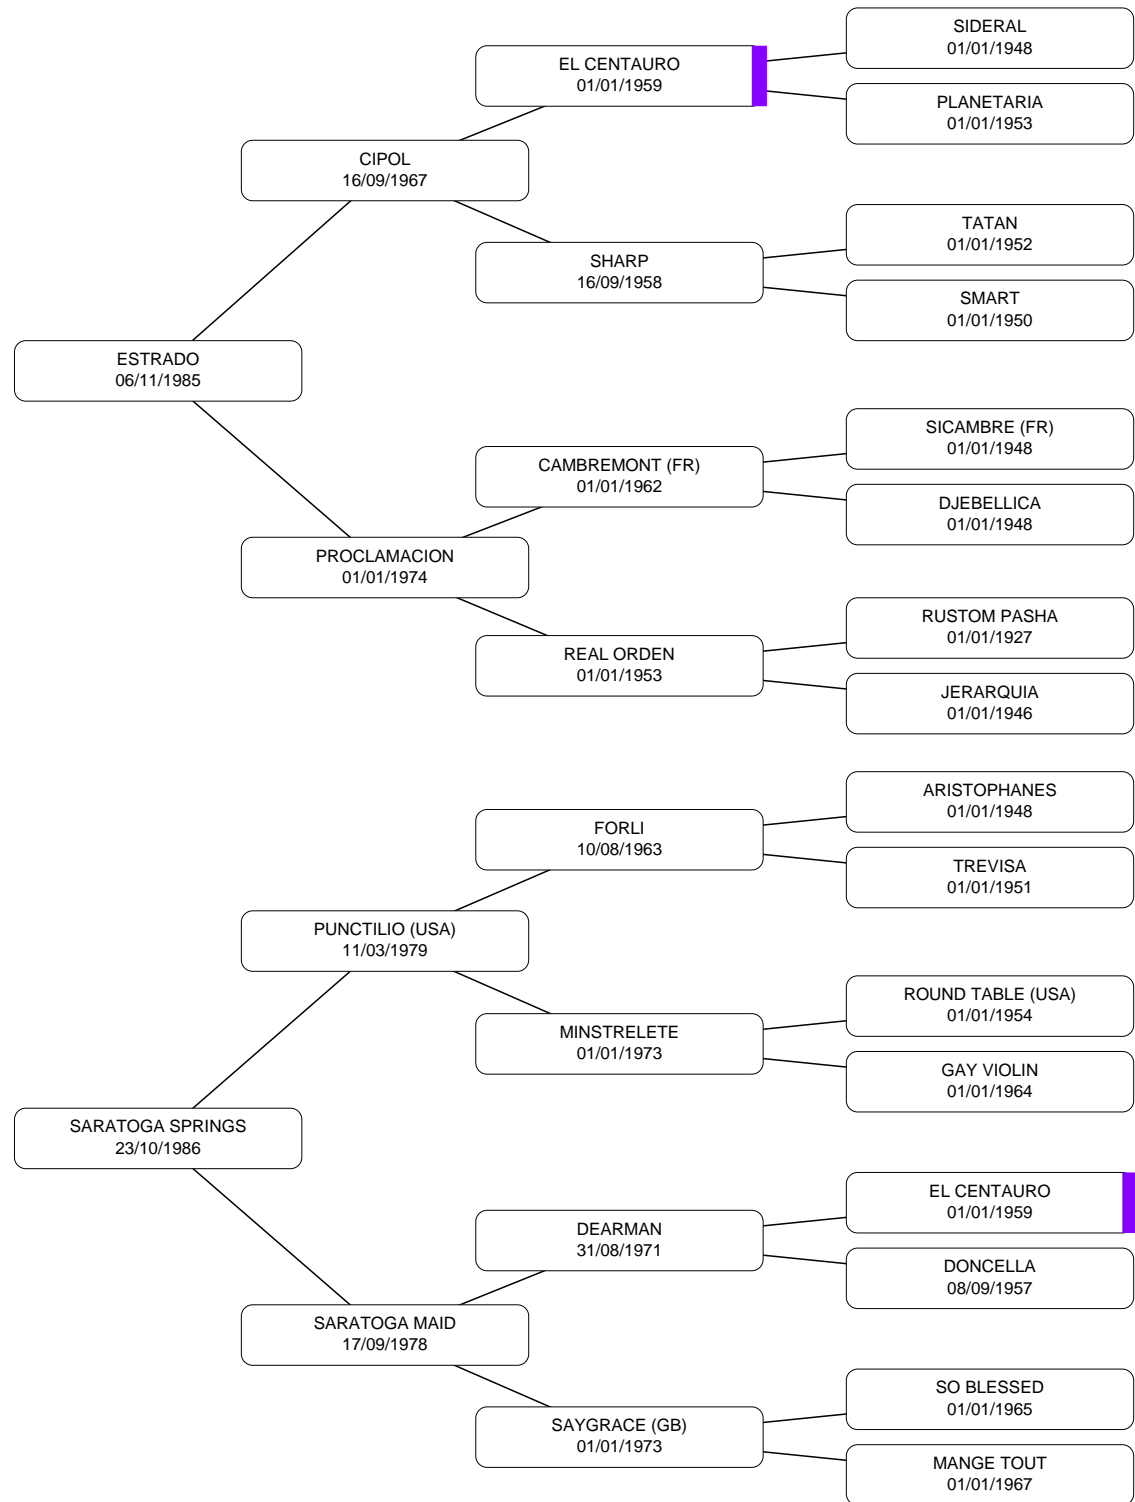 SIDERAL
01/01/1948
EL CENTAURO
01/01/1959
PLANETARIA
01/01/1953
CIPOL
16/09/1967
TATAN
01/01/1952
SHARP
16/09/1958
SMART
01/01/1950
ESTRADO
06/11/1985
SICAMBRE (FR)
01/01/1948
CAMBREMONT (FR)
01/01/1962
DJEBELLICA
01/01/1948
PROCLAMACION
01/01/1974
RUSTOM PASHA
01/01/1927
REAL ORDEN
01/01/1953
JERARQUIA
01/01/1946
ARISTOPHANES
01/01/1948
FORLI
10/08/1963
TREVISA
01/01/1951
PUNCTILIO (USA)
11/03/1979
ROUND TABLE (USA)
01/01/1954
MINSTRELETE
01/01/1973
GAY VIOLIN
01/01/1964
SARATOGA SPRINGS
23/10/1986
EL CENTAURO
01/01/1959
DEARMAN
31/08/1971
DONCELLA
08/09/1957
SARATOGA MAID
17/09/1978
SO BLESSED
01/01/1965
SAYGRACE (GB)
01/01/1973
MANGE TOUT
01/01/1967